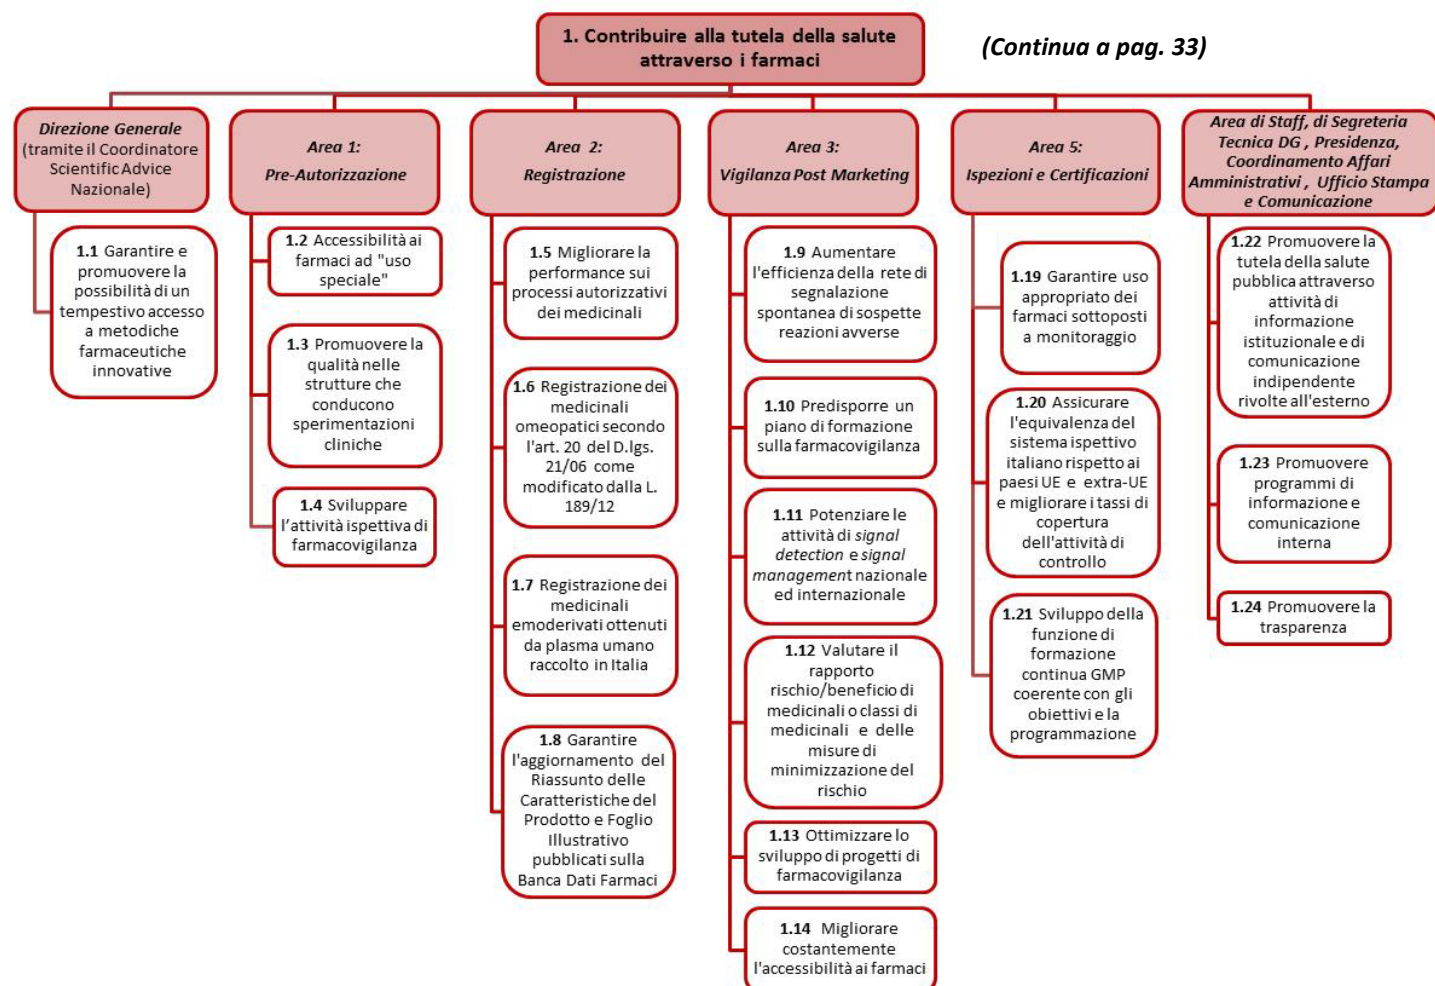 1. Contribuire alla tutela della salute
attraverso i farmaci
(Continua a pag. 33)
Direzione Generale
(tramite il Coordinatore
Scientific Advice
Nazionale)
1.1 Garantire e
promuovere la
possibilità di un
tempestivo accesso
a metodiche
farmaceutiche
innovative
Area 1:
Pre-Autorizzazione
1.2 Accessibilità ai
farmaci ad "uso
speciale"
1.3 Promuovere la
qualità nelle
strutture che
conducono
sperimentazioni
cliniche
1.4 Sviluppare
l’attività ispettiva di
farmacovigilanza
Area 2:
Registrazione
1.5 Migliorare la
performance sui
processi autorizzativi
dei medicinali
1.6 Registrazione dei
medicinali
omeopatici secondo
l'art. 20 del D.lgs.
21/06 come
modificato dalla L.
189/12
1.7 Registrazione dei
medicinali
emoderivati ottenuti
da plasma umano
raccolto in Italia
1.8 Garantire
l'aggiornamento del
Riassunto delle
Caratteristiche del
Prodotto e Foglio
Illustrativo
pubblicati sulla
Banca Dati Farmaci
Area 3:
Vigilanza Post Marketing
1.9 Aumentare
l'efficienza della rete di
segnalazione
spontanea di sospette
reazioni avverse
1.10 Predisporre un
piano di formazione
sulla farmacovigilanza
1.11 Potenziare le
attività di signal
detection e signal
management nazionale
ed internazionale
1.12 Valutare il
rapporto
rischio/beneficio di
medicinali o classi di
medicinali e delle
misure di
minimizzazione del
rischio
1.13 Ottimizzare lo
sviluppo di progetti di
farmacovigilanza
1.14 Migliorare
costantemente
l'accessibilità ai farmaci
Area 5:
Ispezioni e Certificazioni
1.19 Garantire uso
appropriato dei
farmaci sottoposti
a monitoraggio
1.20 Assicurare
l'equivalenza del
sistema ispettivo
italiano rispetto ai
paesi UE e extra-UE
e migliorare i tassi di
copertura
dell'attività di
controllo
1.21 Sviluppo della
funzione di
formazione
continua GMP
coerente con gli
obiettivi e la
programmazione
Area di Staff, di Segreteria
Tecnica DG , Presidenza,
Coordinamento Affari
Amministrativi , Ufficio Stampa
e Comunicazione
1.22 Promuovere la
tutela della salute
pubblica attraverso
attività di
informazione
istituzionale e di
comunicazione
indipendente
rivolte all'esterno
1.23 Promuovere
programmi di
informazione e
comunicazione
interna
1.24 Promuovere la
trasparenza